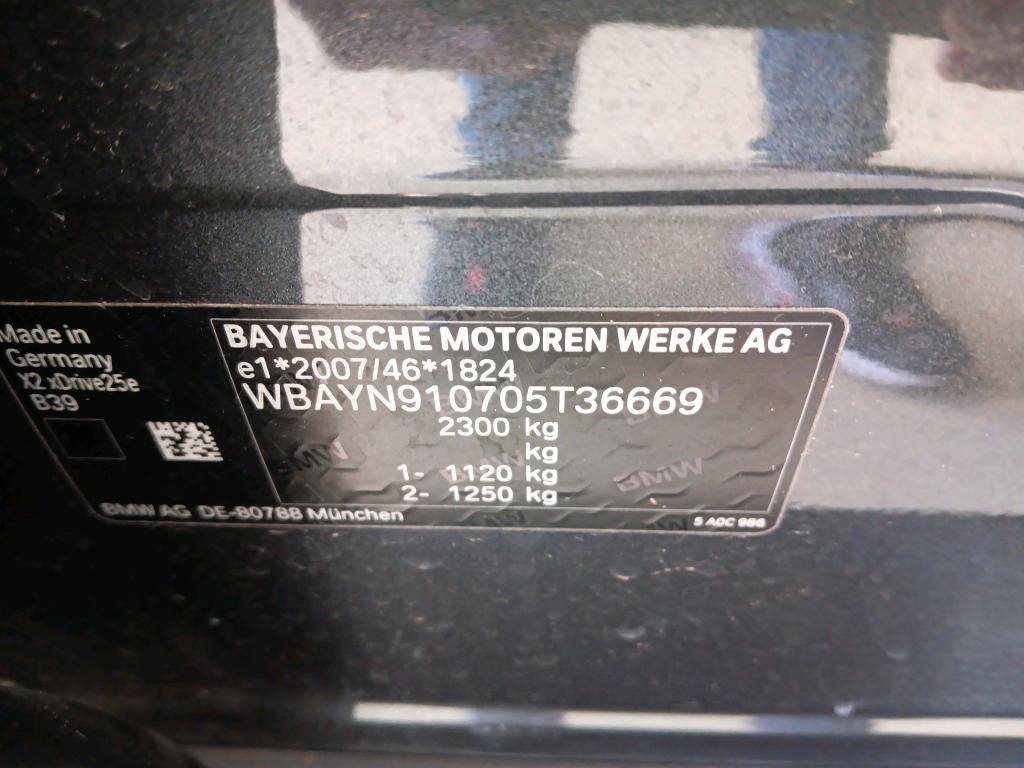 Made in
Germany
X2 xDrive25e
B39
BAYERISCHE MOTOREN WERKE AG
e1*2007/46*1824
WBAYN910705T36669
2300 kg
kg
1- 1120 kg
2- 1250 kg
BMW AG DE-80788 München
5 A0C 986